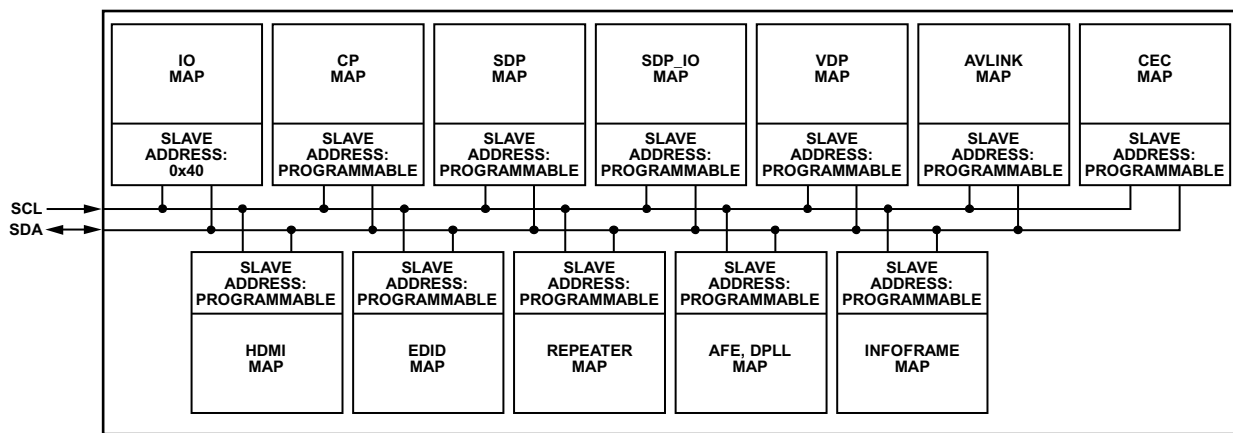 IO
MAP
CP
MAP
SDP
MAP
SDP_IO
MAP
VDP
MAP
AVLINK
MAP
CEC
MAP
SLAVE
ADDRESS:
0x40
SLAVE
ADDRESS:
PROGRAMMABLE
SLAVE
ADDRESS:
PROGRAMMABLE
SLAVE
ADDRESS:
PROGRAMMABLE
SLAVE
ADDRESS:
PROGRAMMABLE
SLAVE
ADDRESS:
PROGRAMMABLE
SLAVE
ADDRESS:
PROGRAMMABLE
SCL
SDA
SLAVE
ADDRESS:
PROGRAMMABLE
SLAVE
ADDRESS:
PROGRAMMABLE
SLAVE
ADDRESS:
PROGRAMMABLE
SLAVE
ADDRESS:
PROGRAMMABLE
SLAVE
ADDRESS:
PROGRAMMABLE
HDMI
MAP
EDID
MAP
REPEATER
MAP
AFE, DPLL
MAP
INFOFRAME
MAP